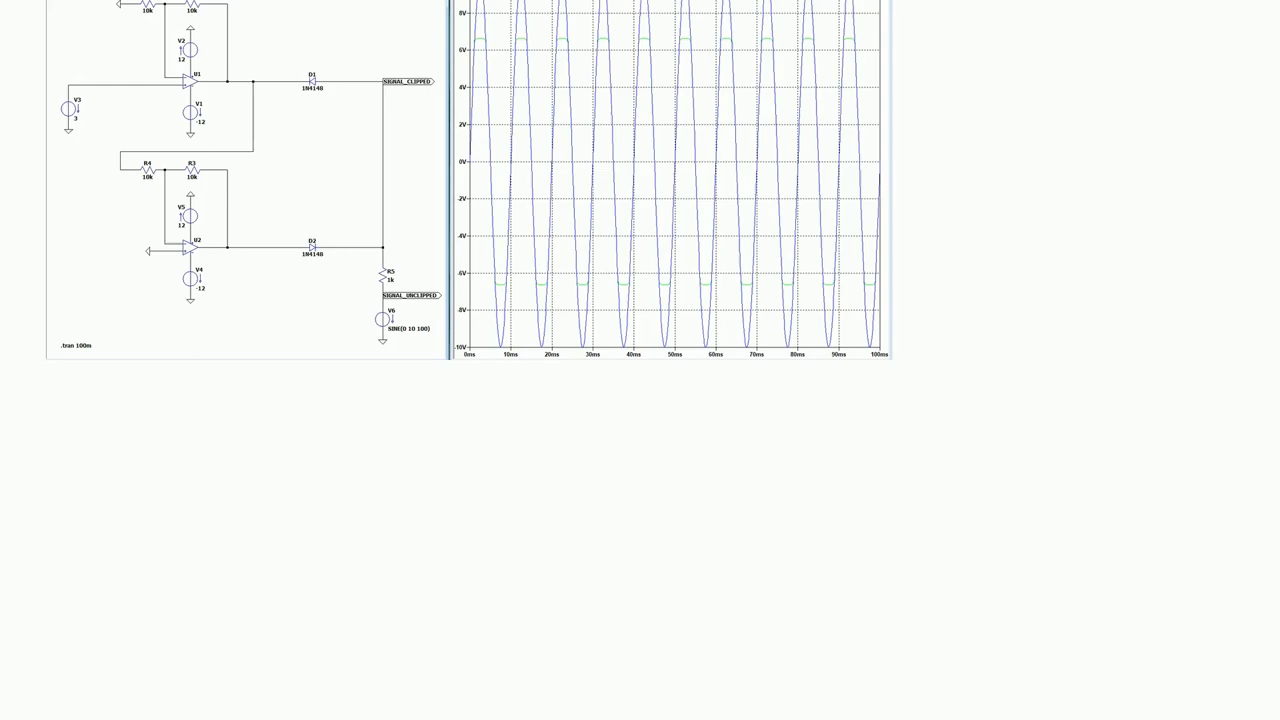 10k
10k
V2
12
U1
V3
3
V1
-12
D1
1N4148
SIGNAL_CLIPPED
R4
10k
R3
10k
V5
12
U2
V4
-12
D2
1N4148
R5
1k
SIGNAL_UNCLIPPED
V6
SINE(0 10 100)
.tran 100m
8V
6V
4V
2V
0V
-2V
-4V
-6V
-8V
-10V
0ms 10ms 20ms 30ms 40ms 50ms 60ms 70ms 80ms 90ms 100ms